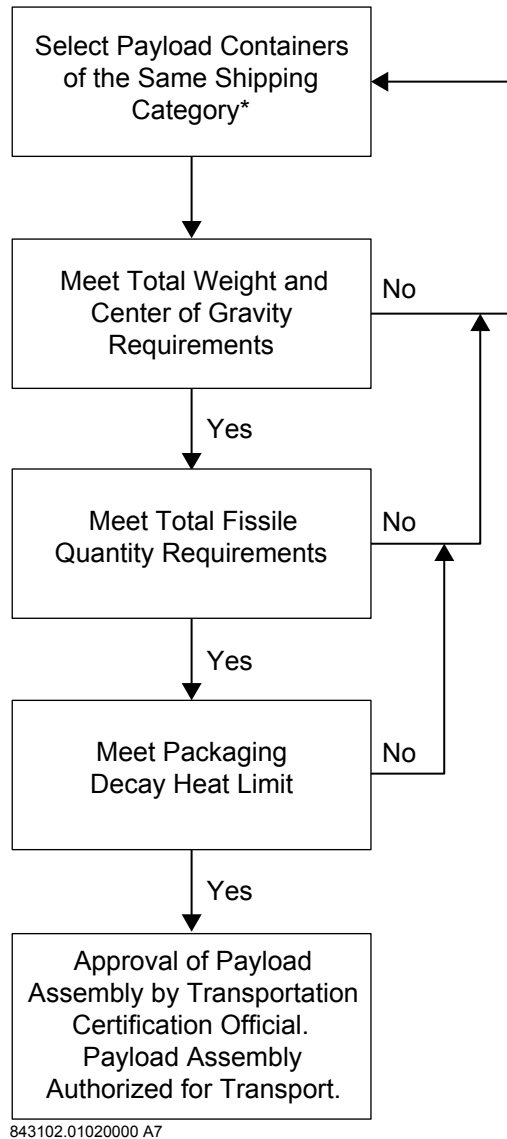 Select Payload Containers
of the Same Shipping
Category*
Meet Total Weight and
Center of Gravity
Requirements
No
Yes
Meet Total Fissile
Quantity Requirements
No
Yes
Meet Packaging
Decay Heat Limit
No
Yes
Approval of Payload
Assembly by Transportation
Certification Official.
Payload Assembly
Authorized for Transport.
843102.01020000 A7